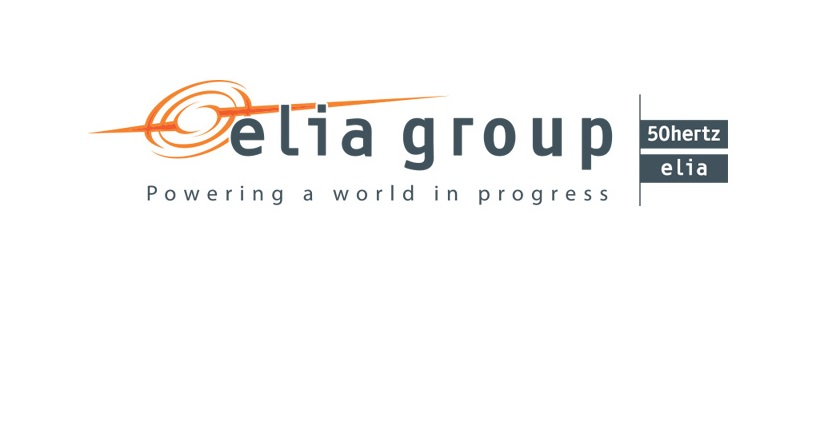 elia group
Powering a world in progress
50hertz
elia